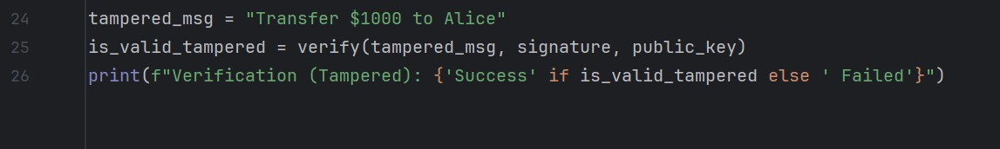 24 tampered_msg = "Transfer $1000 to Alice"
25 is_valid_tampered = verify(tampered_msg, signature, public_key)
26 print(f"Verification (Tampered): {'Success' if is_valid_tampered else ' Failed'}")